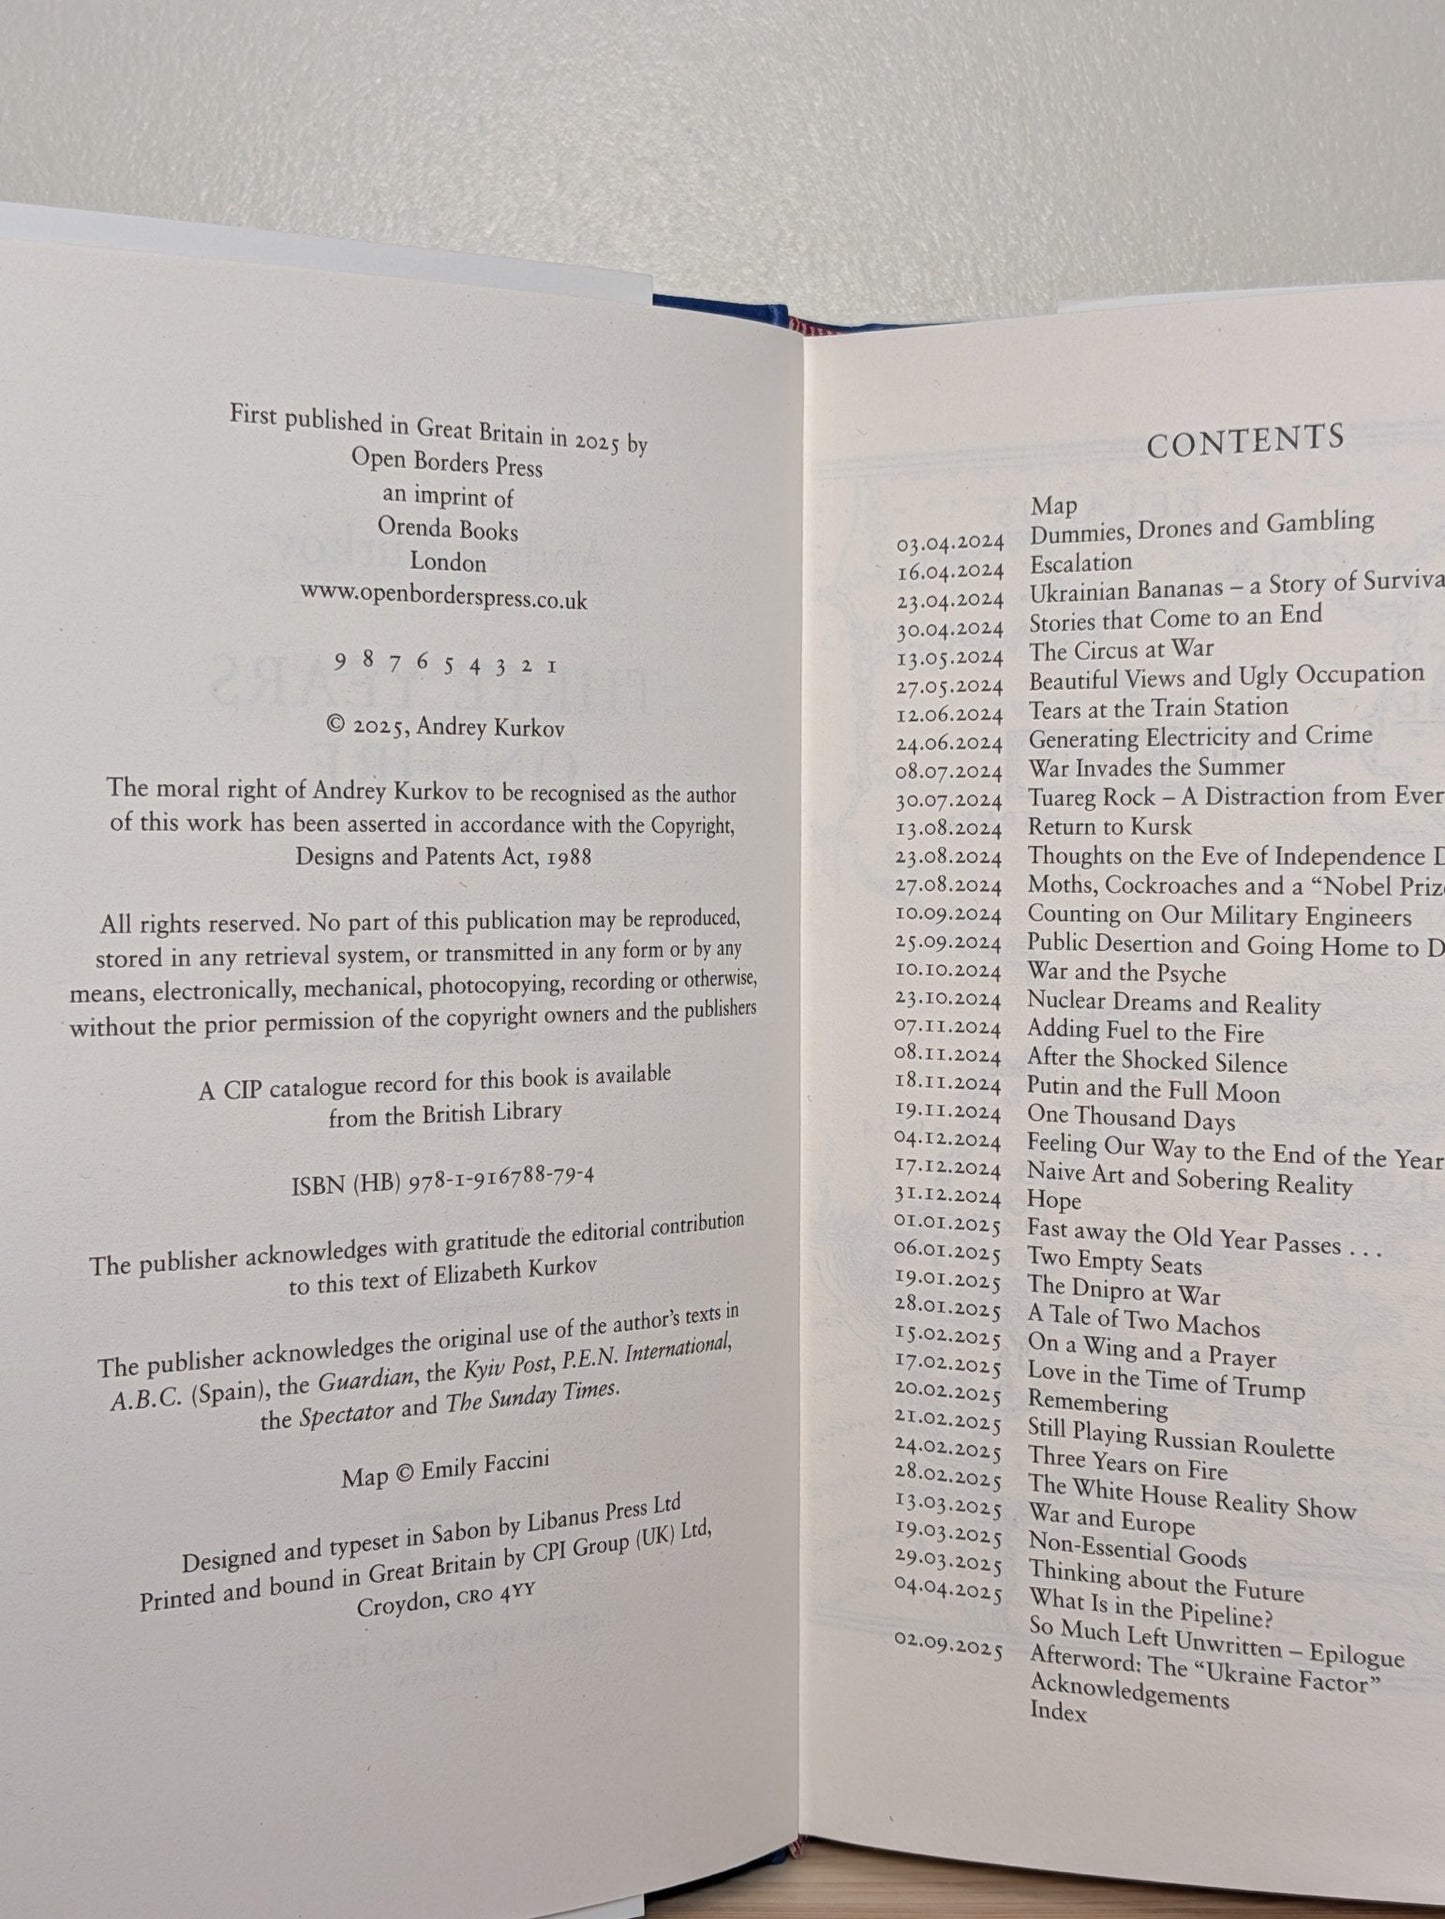 First published in Great Britain in 2025 by
Open Borders Press
an imprint of
Orenda Books
London
www.openborderspress.co.uk
9 8 7 6 5 4 3 2 1
© 2025, Andrey Kurkov
The moral right of Andrey Kurkov to be recognised as the author
of this work has been asserted in accordance with the Copyright,
Designs and Patents Act, 1988
All rights reserved. No part of this publication may be reproduced,
stored in any retrieval system, or transmitted in any form or by any
means, electronically, mechanical, photocopying, recording or otherwise,
without the prior permission of the copyright owners and the publishers
A CIP catalogue record for this book is available
from the British Library
ISBN (HB) 978-1-916788-79-4
The publisher acknowledges with gratitude the editorial contribution
to this text of Elizabeth Kurkov
The publisher acknowledges the original use of the author's texts in
A.B.C. (Spain), the Guardian, the Kyiv Post, P.E.N. International,
the Spectator and The Sunday Times.
Map © Emily Faccini
Designed and typeset in Sabon by Libanus Press Ltd
Printed and bound in Great Britain by CPI Group (UK) Ltd,
Croydon, CR0 4YY
CONTENTS
Map
03.04.2024 Dummies, Drones and Gambling
16.04.2024 Escalation
23.04.2024 Ukrainian Bananas – a Story of Surviva
30.04.2024 Stories that Come to an End
13.05.2024 The Circus at War
27.05.2024 Beautiful Views and Ugly Occupation
12.06.2024 Tears at the Train Station
24.06.2024 Generating Electricity and Crime
08.07.2024 War Invades the Summer
30.07.2024 Tuareg Rock – A Distraction from Ever
13.08.2024 Return to Kursk
23.08.2024 Thoughts on the Eve of Independence
27.08.2024 Moths, Cockroaches and a “Nobel Priz
10.09.2024 Counting on Our Military Engineers
25.09.2024 Public Desertion and Going Home to
10.10.2024 War and the Psyche
23.10.2024 Nuclear Dreams and Reality
07.11.2024 Adding Fuel to the Fire
08.11.2024 After the Shocked Silence
18.11.2024 Putin and the Full Moon
19.11.2024 One Thousand Days
04.12.2024 Feeling Our Way to the End of the Year
17.12.2024 Naive Art and Sobering Reality
31.12.2024 Hope
01.01.2025 Fast away the Old Year Passes . . .
06.01.2025 Two Empty Seats
19.01.2025 The Dnipro at War
28.01.2025 A Tale of Two Machos
15.02.2025 On a Wing and a Prayer
17.02.2025 Love in the Time of Trump
20.02.2025 Remembering
21.02.2025 Still Playing Russian Roulette
24.02.2025 Three Years on Fire
28.02.2025 The White House Reality Show
13.03.2025 War and Europe
19.03.2025 Non-Essential Goods
29.03.2025 Thinking about the Future
04.04.2025 What Is in the Pipeline?
So Much Left Unwritten – Epilogue
02.09.2025 Afterword: The “Ukraine Factor”
Acknowledgements
Index